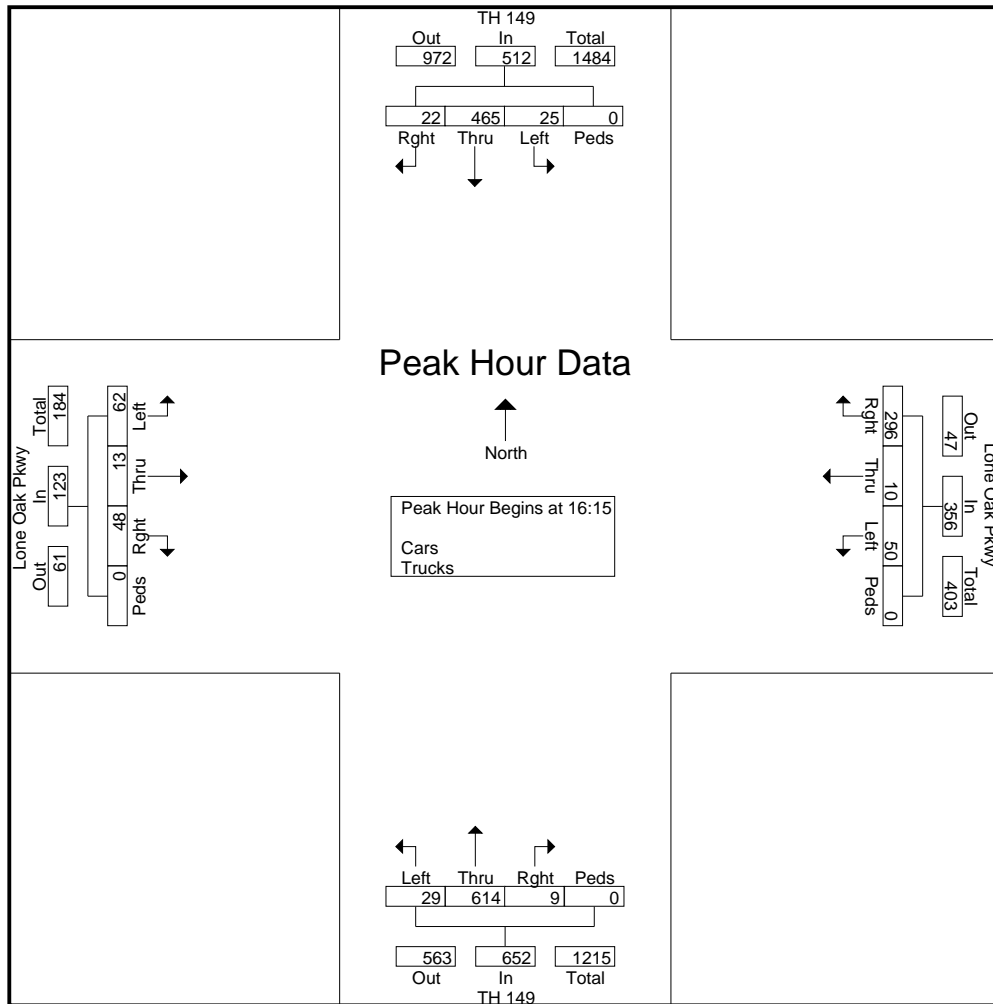 TH 149
Out In Total
972 512 1484
22 465 25 0
Rght Thru Left Peds
Peak Hour Data
North
Peak Hour Begins at 16:15
Cars
Trucks
Lone Oak Pkwy
Total In Out
184 123 61
62 13 48 0
Left Thru Rght Peds
Rght Thru Left Peds
296 10 50 0
Out In Total
47 356 403
Lone Oak Pkwy
Left Thru Rght Peds
29 614 9 0
563 652 1215
Out In Total
TH 149